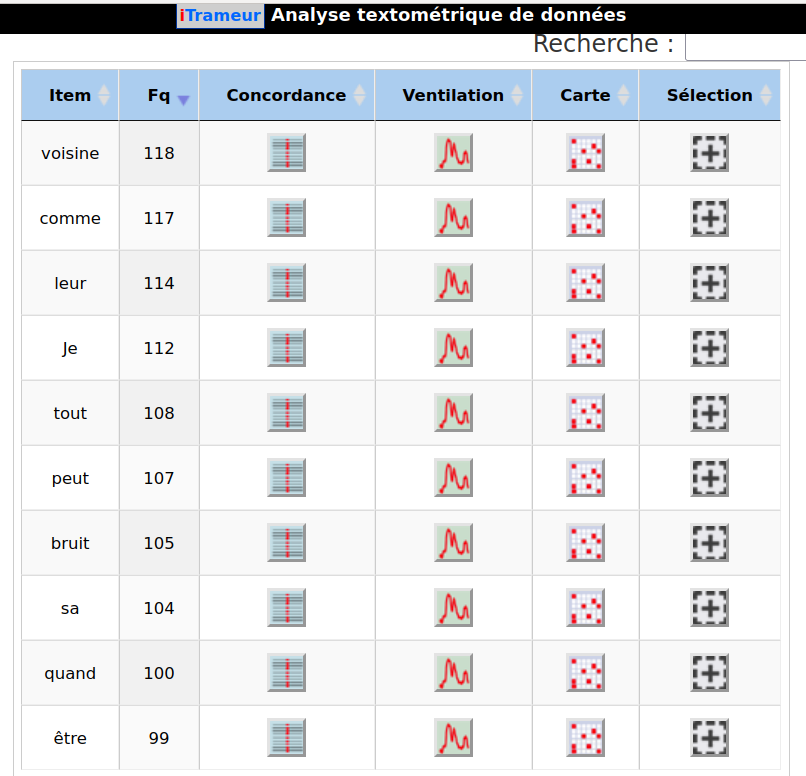 iTrameur Analyse textométrique de données
Recherche :
Item Fq Concordance Ventilation Carte Sélection
voisine 118
comme 117
leur 114
Je 112
tout 108
peut 107
bruit 105
sa 104
quand 100
être 99